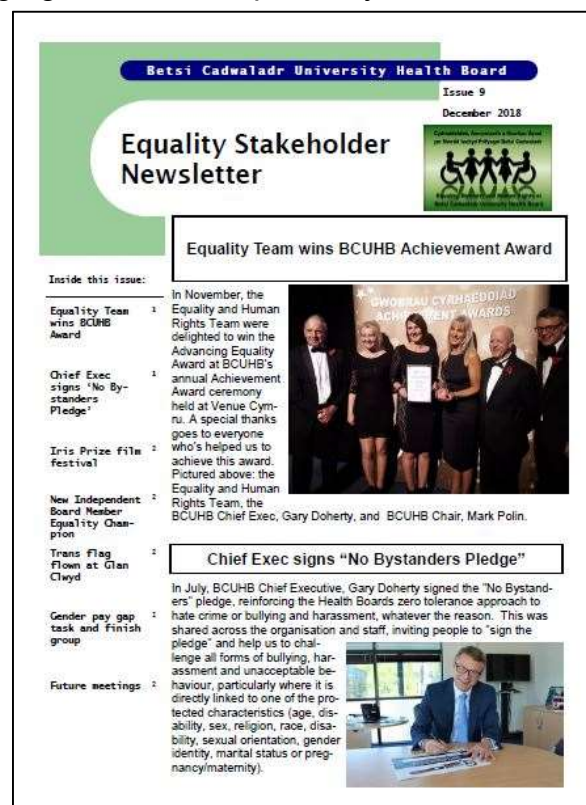 Betsi Cadwaladr University Health Board
Issue 9
December 2018
Equality Stakeholder
Newsletter
Equality Team wins BCUHB Achievement Award
Inside this issue:
Equality Team 1
wins BCUHB
Award
Chief Exec 1
signs ‘No By-
standers
Pledge’
Iris Prize film 2
festival
New Independent 2
Board Member
Equality Cham-
pion
Trans flag 2
flown at Glan
Clwyd
Gender pay gap 2
task and finish
group
Future meetings 2
In November, the
Equality and Human
Rights Team were
delighted to win the
Advancing Equality
Award at BCUHB's
annual Achievement
Award ceremony
held at Venue Cym-
ru. A special thanks
goes to everyone
who's helped us to
achieve this award.
Pictured above: the
Equality and Human
Rights Team, the
BCUHB Chief Exec, Gary Doherty, and BCUHB Chair, Mark Polin.
GWOBRAU CYRHAEDDIAD
ACHIEVEMENT AWARDS
Chief Exec signs “No Bystanders Pledge”
In July, BCUHB Chief Executive, Gary Doherty signed the "No Bystand-
ers" pledge, reinforcing the Health Boards zero tolerance approach to
hate crime or bullying and harassment, whatever the reason. This was
shared across the organisation and staff, inviting people to "sign the
pledge" and help us to chal-
lenge all forms of bullying, har-
assment and unacceptable be-
haviour, particularly where it is
directly linked to one of the pro-
tected characteristics (age, dis-
ability, sex, religion, race, disa-
bility, sexual orientation, gender
identity, marital status or preg-
nancy/maternity).